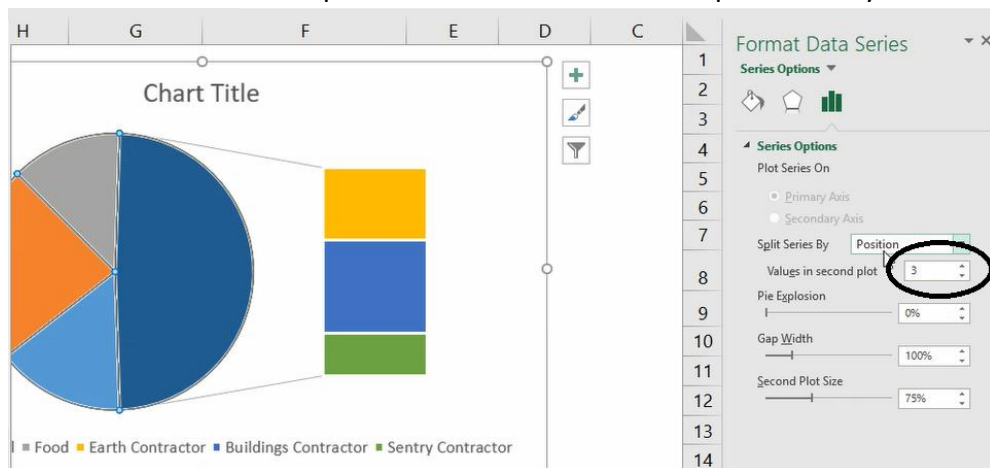 H G F E D C
Format Data Series
Series Options
Chart Title
1
2
3
4
5
6
7
8
9
10
11
12
13
14
Series Options
Plot Series On
Primary Axis
Secondary Axis
Split Series By Position
Values in second plot 3
Pie Explosion
0%
Gap Width
100%
Second Plot Size
75%
Food Earth Contractor Buildings Contractor Sentry Contractor